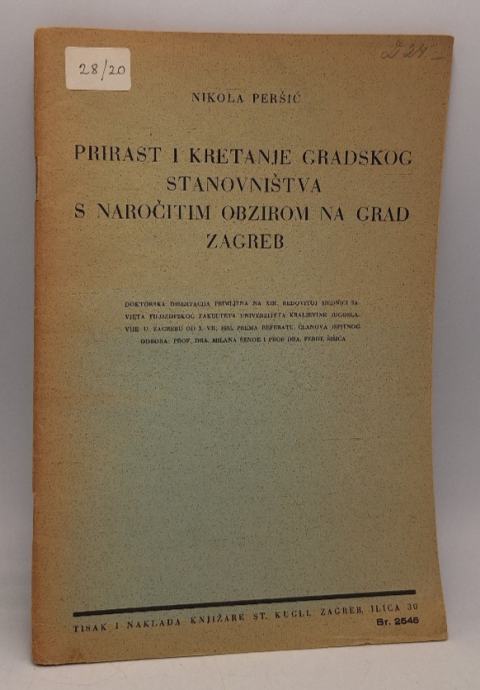 28/20
NIKOLA PERŠIĆ
PRIRAST I KRETANJE GRADSKOG
STANOVNIŠTVA
S NAROČITIM OBZIROM NA GRAD
ZAGREB
DOKTORSKA DISERTACIJA PRIMLJENA NA XIII. REDOVITOJ SJEDNICI SA-
VJETA FILOZOFSKOG FAKULTETA UNIVERZITETA KRALJEVINE JUGOSLA-
VIJE U ZAGREBU OD 3. VII. PREMA REFERATU ČLANOVA ISPITNOG
ODBORA: PROF. DRA. MILANA ŠENOE I PROF. DRA. FERDE ŠIŠIĆA
TISAK I NAKLADA KNJIŽARE ST. KUGLI, ZAGREB, ILICA 30
Br. 2546